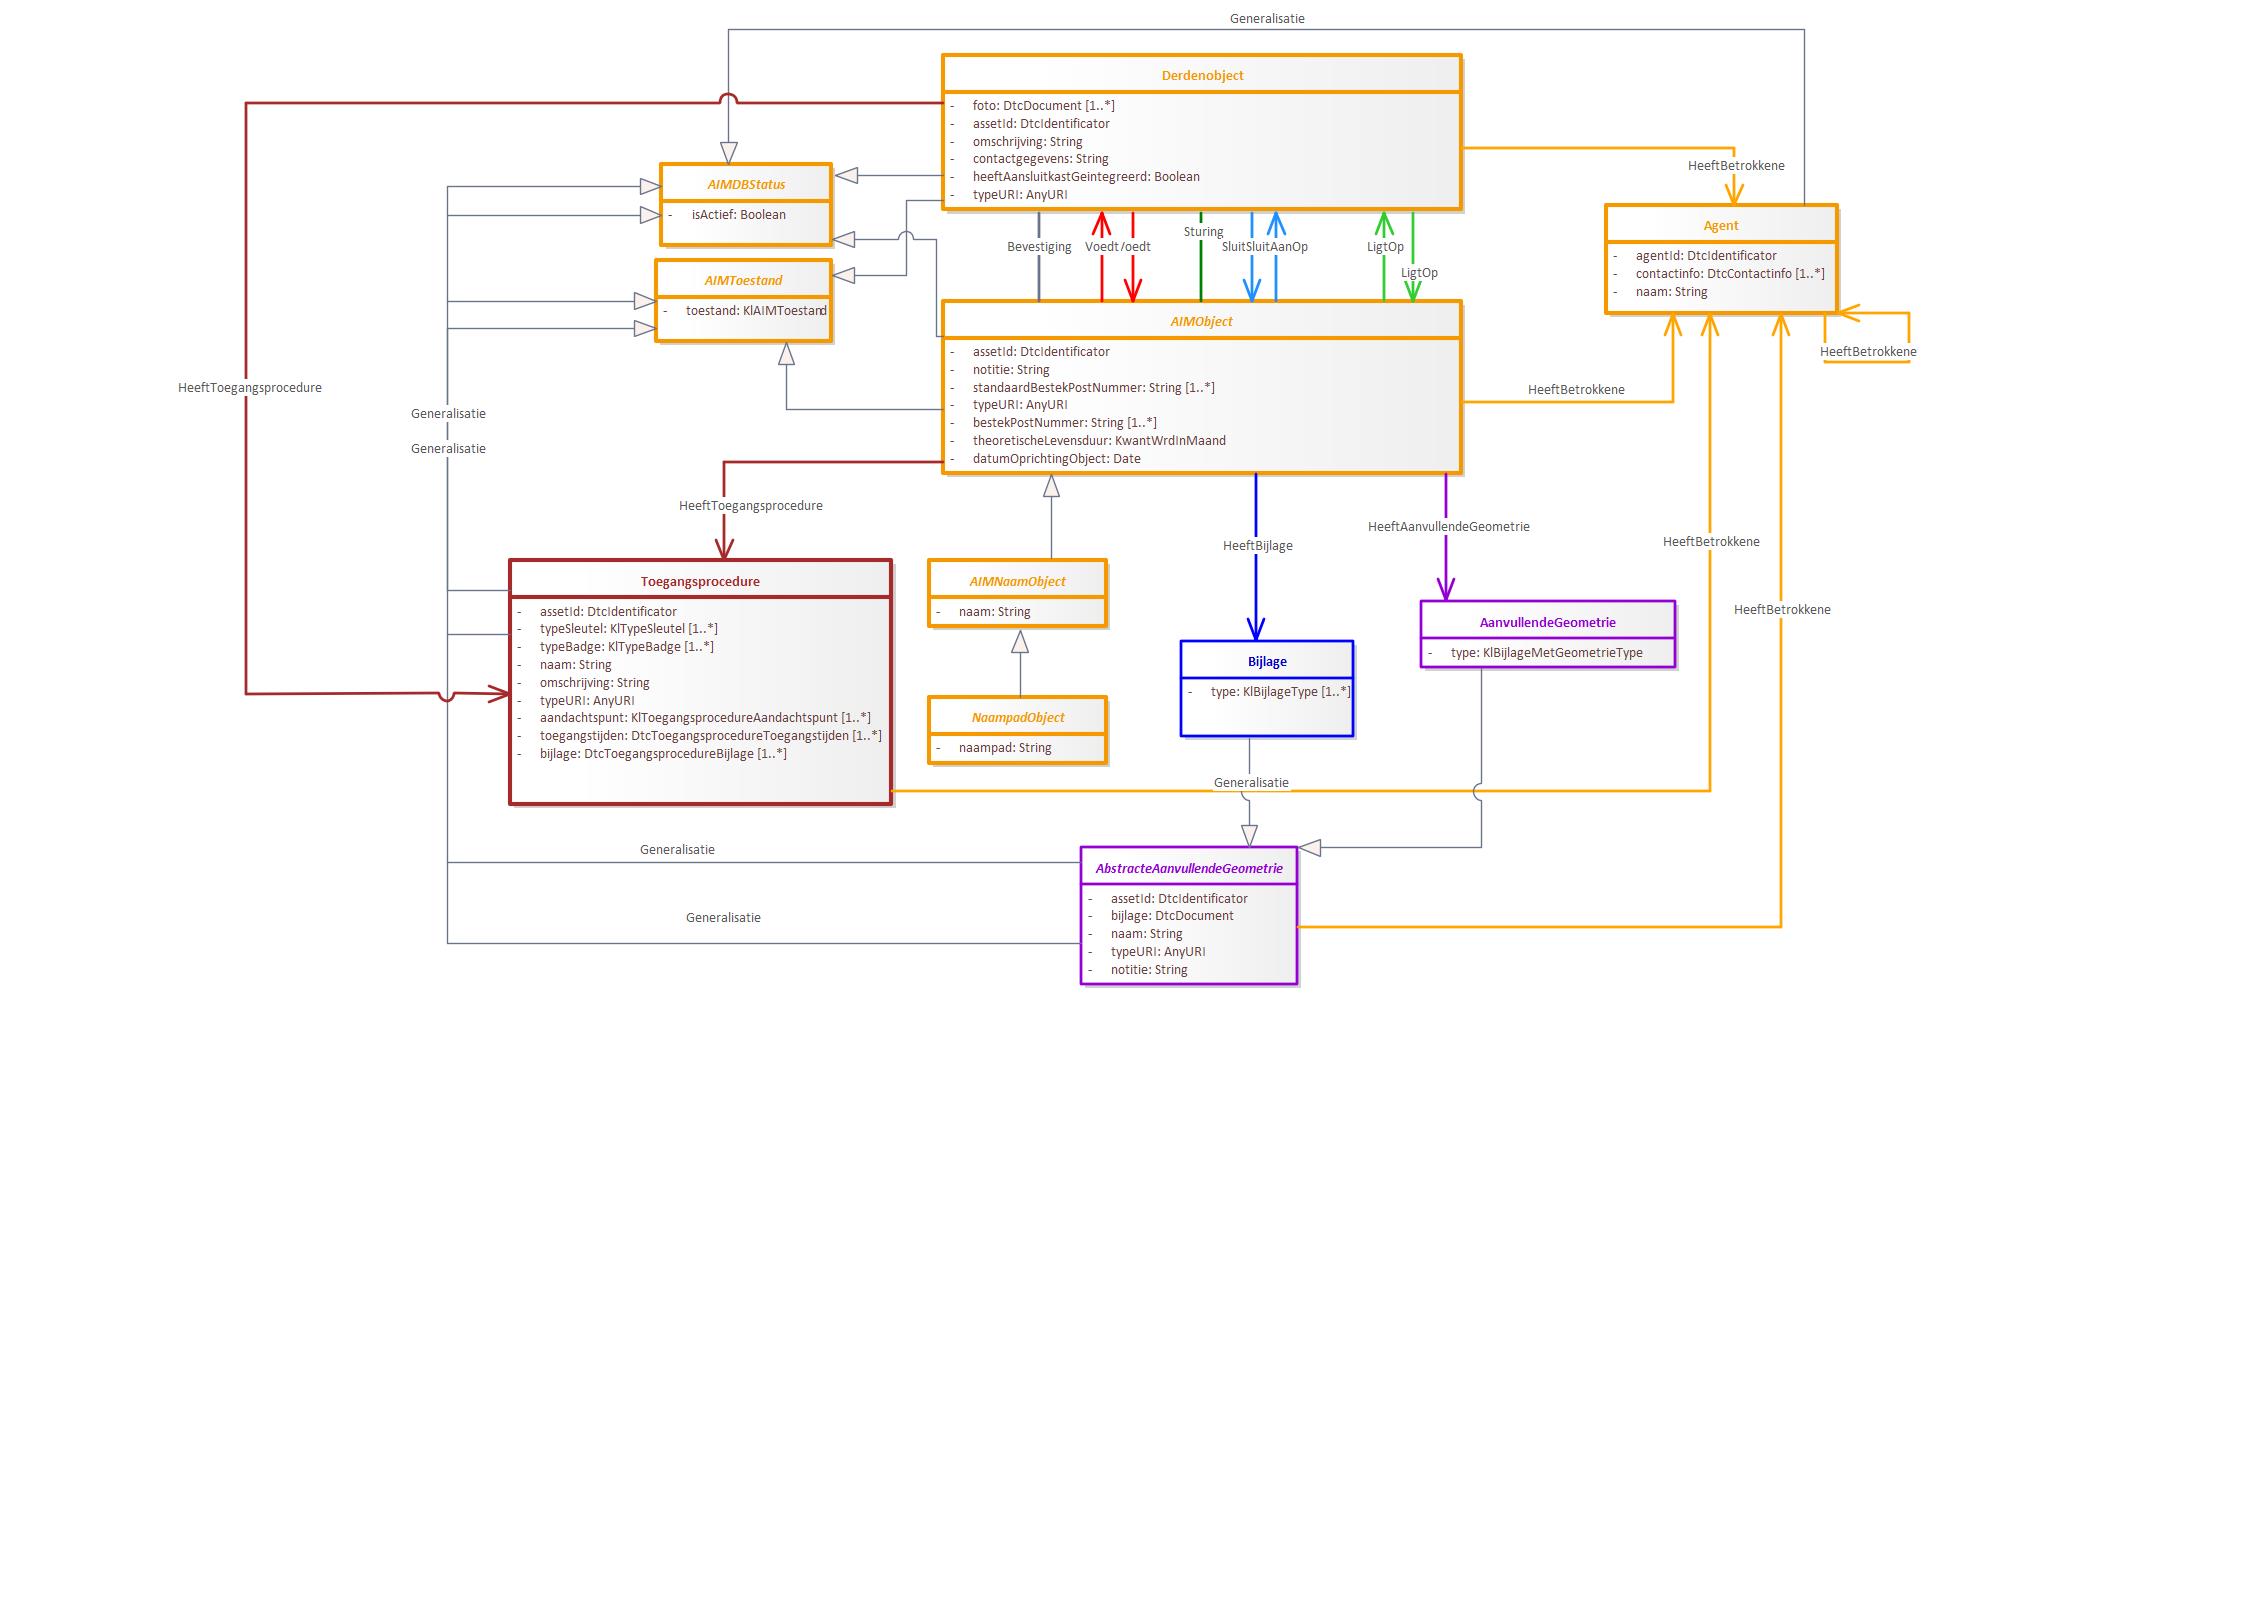 Generalisatie
Derdenobject
- foto: DtcDocument [1..*]
- assetId: DtcIdentificator
- omschrijving: String
- contactgegevens: String
- heeftAansluitkastGeintegreerd: Boolean
- typeURI: AnyURI
HeeftBetrokkene
AIMDBStatus
- isActief: Boolean
Agent
- agentId: DtcIdentificator
- contactinfo: DtcContactinfo [1..*]
- naam: String
Bevestiging
Voedt
/oedt
Sturing
Sluit
SluitAanOp
LigtOp
LigtOp
AIMToestand
- toestand: KlAIMToestand
AIMObject
- assetId: DtcIdentificator
- notitie: String
- standaardBestekPostNummer: String [1..*]
- typeURI: AnyURI
- bestekPostNummer: String [1..*]
- theoretischeLevensduur: KwantWrdInMaand
- datumOprichtingObject: Date
HeeftBetrokkene
HeeftBetrokkene
HeeftToegangsprocedure
Generalisatie
Generalisatie
HeeftToegangsprocedure
HeeftBijlage
HeeftAanvullendeGeometrie
HeeftBetrokkene
HeeftBetrokkene
Toegangsprocedure
- assetId: DtcIdentificator
- typeSleutel: KlTypeSleutel [1..*]
- typeBadge: KlTypeBadge [1..*]
- naam: String
- omschrijving: String
- typeURI: AnyURI
- aandachtspunt: KlToegangsprocedureAandachtspunt [1..*]
- toegangstijden: DtcToegangsprocedureToegangstijden [1..*]
- bijlage: DtcToegangsprocedureBijlage [1..*]
AIMNaamObject
- naam: String
NaampadObject
- naampad: String
Bijlage
- type: KlBijlageType [1..*]
AanvullendeGeometrie
- type: KlBijlageMetGeometrieType
Generalisatie
Generalisatie
Generalisatie
AbstracteAanvullendeGeometrie
- assetId: DtcIdentificator
- bijlage: DtcDocument
- naam: String
- typeURI: AnyURI
- notitie: String